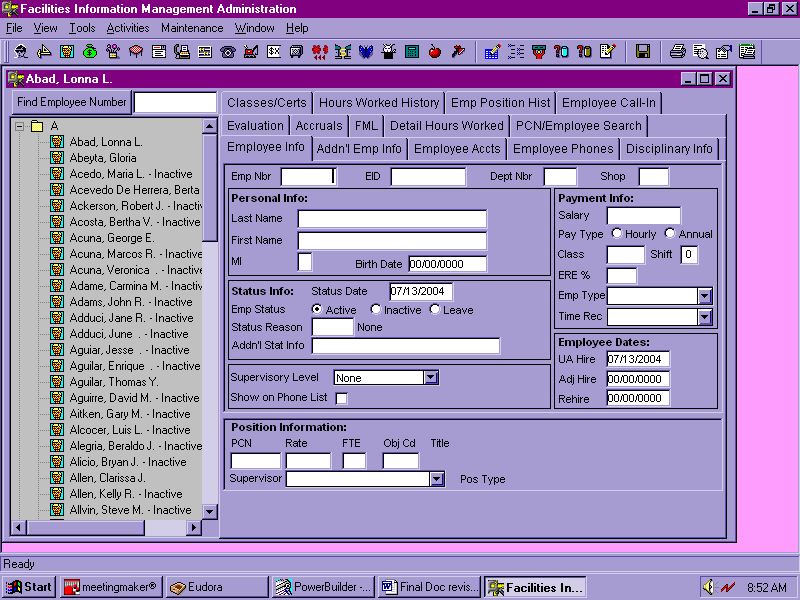 Facilities Information Management Administration
File View Tools Activities Maintenance Window Help
Abad, Lonna L.
Find Employee Number
Classes/Certs Hours Worked History Emp Position Hist Employee Call-In
Evaluation Accruals FML Detail Hours Worked PCN/Employee Search
Employee Info Addn'l Emp Info Employee Accts Employee Phones Disciplinary Info
A
Abad, Lonna L.
Abeyta, Gloria
Acedo, Maria L. - Inactive
Acevedo De Herrera, Berta
Ackerson, Robert J. - Inactiv
Acosta, Bertha V. - Inactive
Acuna, George E.
Acuna, Marcos R. - Inactive
Acuna, Veronica . - Inactive
Adame, Carmina M. - Inactive
Adams, John R. - Inactive
Adduci, Jane R. - Inactive
Adduci, June . - Inactive
Aguiar, Jesse . - Inactive
Aguilar, Enrique . - Inactive
Aguilar, Thomas Y.
Aguirre, David M. - Inactive
Aitken, Gary M. - Inactive
Alcocer, Luis L. - Inactive
Alegria, Beraldo J. - Inactive
Alicio, Bryan J. - Inactive
Allen, Clarissa J.
Allen, Kelly R. - Inactive
Allvin, Steve M. - Inactive
Emp Nbr EID Dept Nbr Shop
Personal Info:
Last Name
First Name
MI Birth Date 00/00/0000
Status Info: Status Date 07/13/2004
Emp Status Active Inactive Leave
Status Reason None
Addn'l Stat Info
Supervisory Level None
Show on Phone List
Payment Info:
Salary
Pay Type Hourly Annual
Class Shift 0
ERE %
Emp Type
Time Rec
Employee Dates:
UA Hire 07/13/2004
Adj Hire 00/00/0000
Rehire 00/00/0000
Position Information:
PCN Rate FTE Obj Cd Title
Supervisor Pos Type
Ready
Start meetingmaker® Eudora PowerBuilder -... Final Doc revis... Facilities In... 8:52 AM